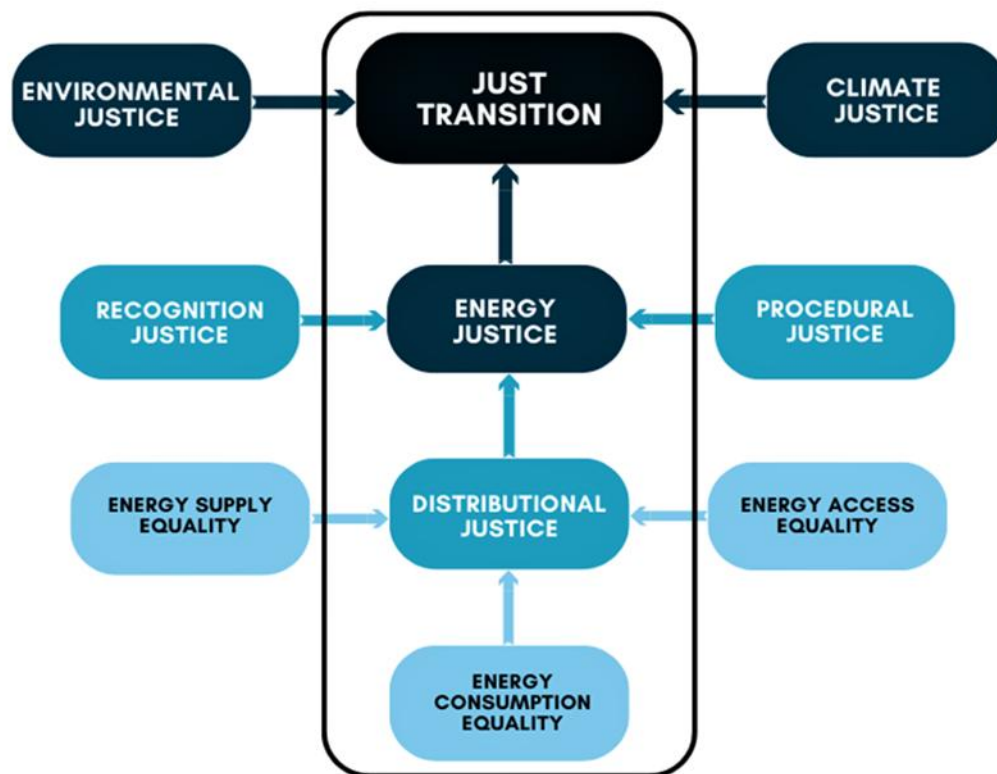 ENVIRONMENTAL
JUSTICE
JUST
TRANSITION
CLIMATE
JUSTICE
RECOGNITION
JUSTICE
ENERGY
JUSTICE
PROCEDURAL
JUSTICE
ENERGY SUPPLY
EQUALITY
DISTRIBUTIONAL
JUSTICE
ENERGY ACCESS
EQUALITY
ENERGY
CONSUMPTION
EQUALITY